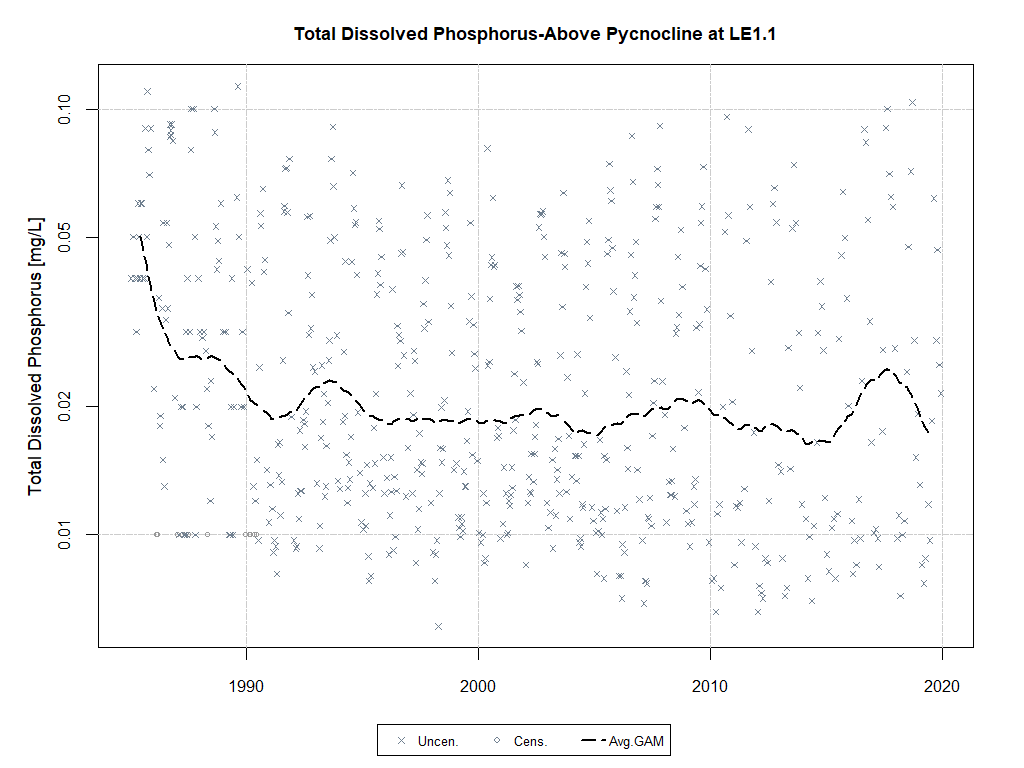 Total Dissolved Phosphorus-Above Pycnocline at LE1.1
Total Dissolved Phosphorus [mg/L]
0.10
0.05
0.02
0.01
1990 2000 2010 2020
Uncen. Cens. Avg.GAM